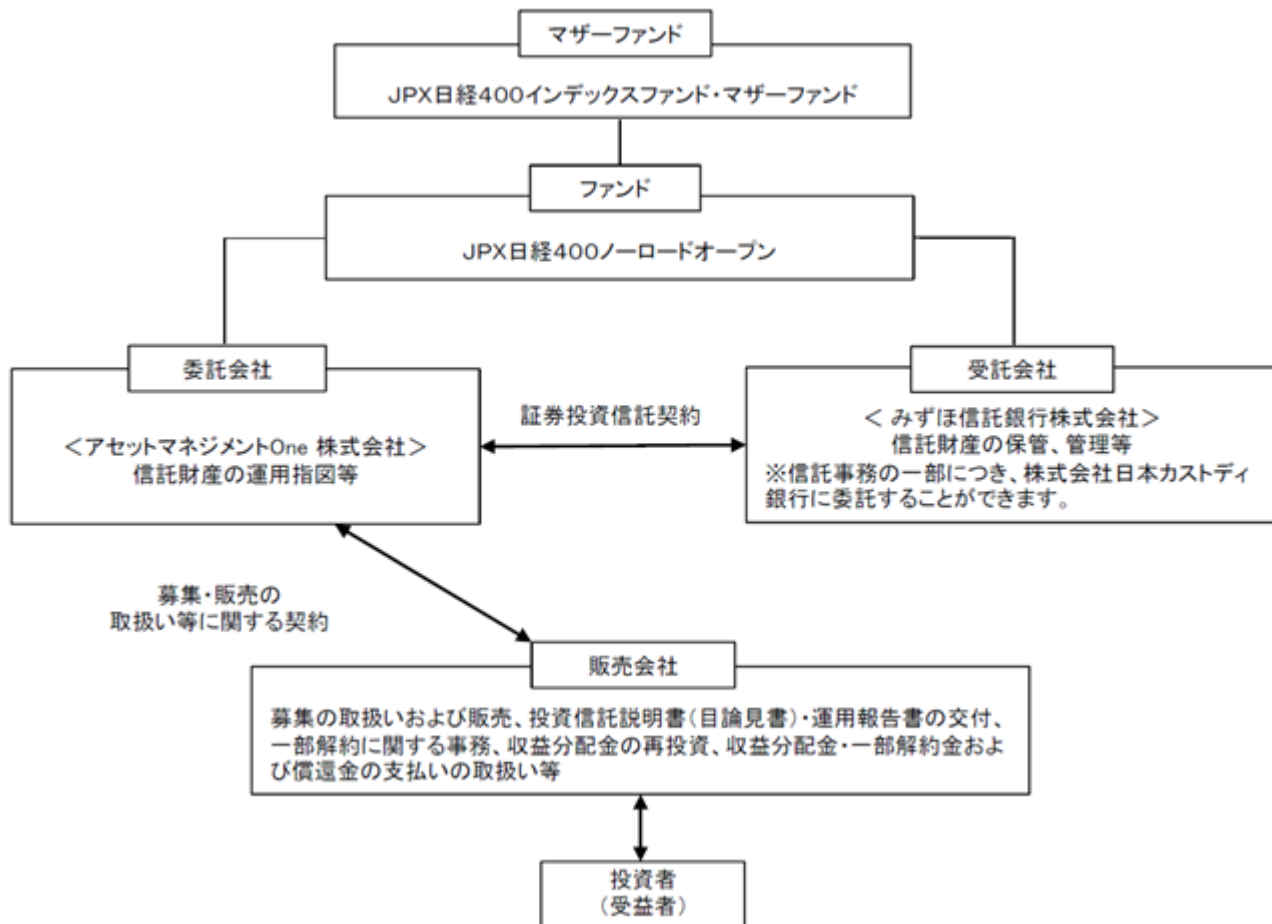 マザーファンド
JPX日経400インデックスファンド・マザーファンド
ファンド
JPX日経400ノーロードオープン
委託会社
<アセットマネジメントOne 株式会社>
信託財産の運用指図等
証券投資信託契約
受託会社
< みずほ信託銀行株式会社>
信託財産の保管、管理等
※信託事務の一部につき、株式会社日本カストディ
銀行に委託することができます。
募集・販売の
取扱い等に関する契約
販売会社
募集の取扱いおよび販売、投資信託説明書(目論見書)・運用報告書の交付、
一部解約に関する事務、収益分配金の再投資、収益分配金・一部解約金およ
び償還金の支払いの取扱い等
投資者
(受益者)